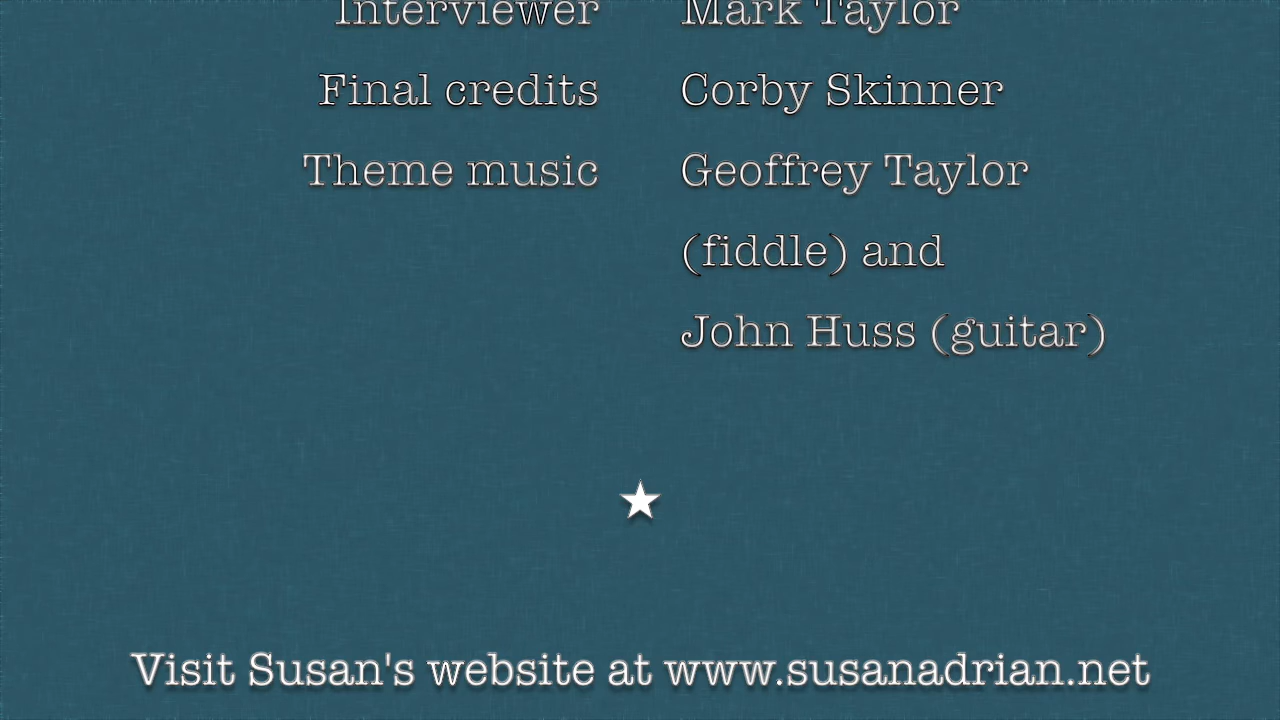 Interviewer Mark Taylor
Final credits Corby Skinner
Theme music Geoffrey Taylor
(fiddle) and
John Huss (guitar)
Visit Susan's website at www.susanadrian.net